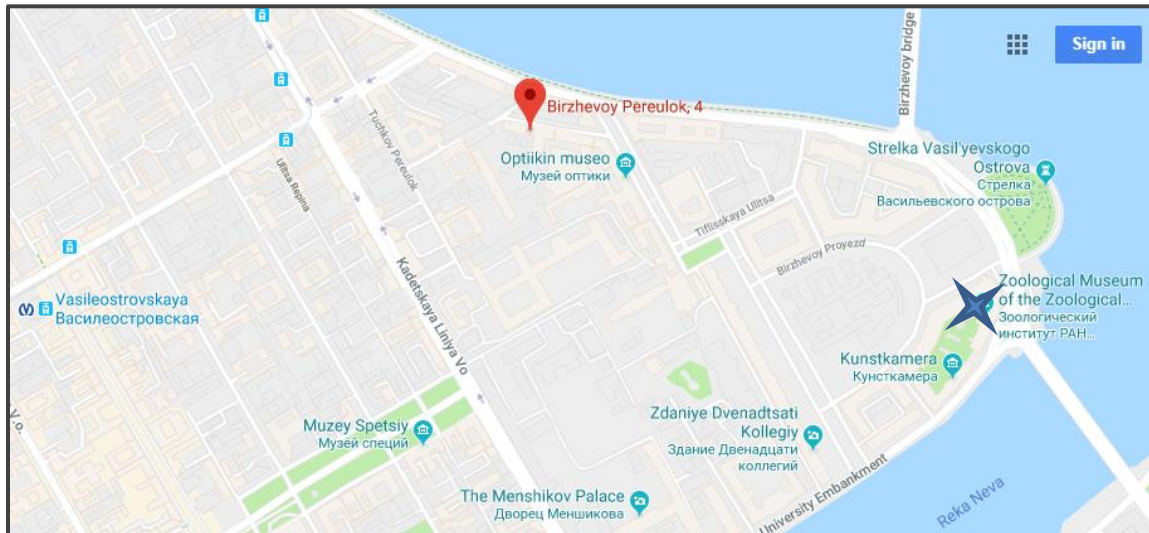 Sign in
Birzhevoy bridge
Birzhevoy Pereulok, 4
Tuchkov Pereulok
Strelka Vasil'yevskogo
Ostrova
Стрелка
Васильевского острова
Optiikin museo
Музей оптики
Ulitsa Repina
Tiflisskaya Ulitsa
Birzhevoy Proyezd
Kadetskaya Liniya Vo
Vasileostrovskaya
Василеостровская
Zoological Museum
of the Zoological...
Зоологический
институт РАН...
Kunstkamera
Кунсткамера
Muzey Spetsiy
Музей специй
Zdaniye Dvenadtsati
Kollegiy
Здание Двенадцати
коллегий
V.o.
The Menshikov Palace
Дворец Меншикова
University Embankment
Reka Neva